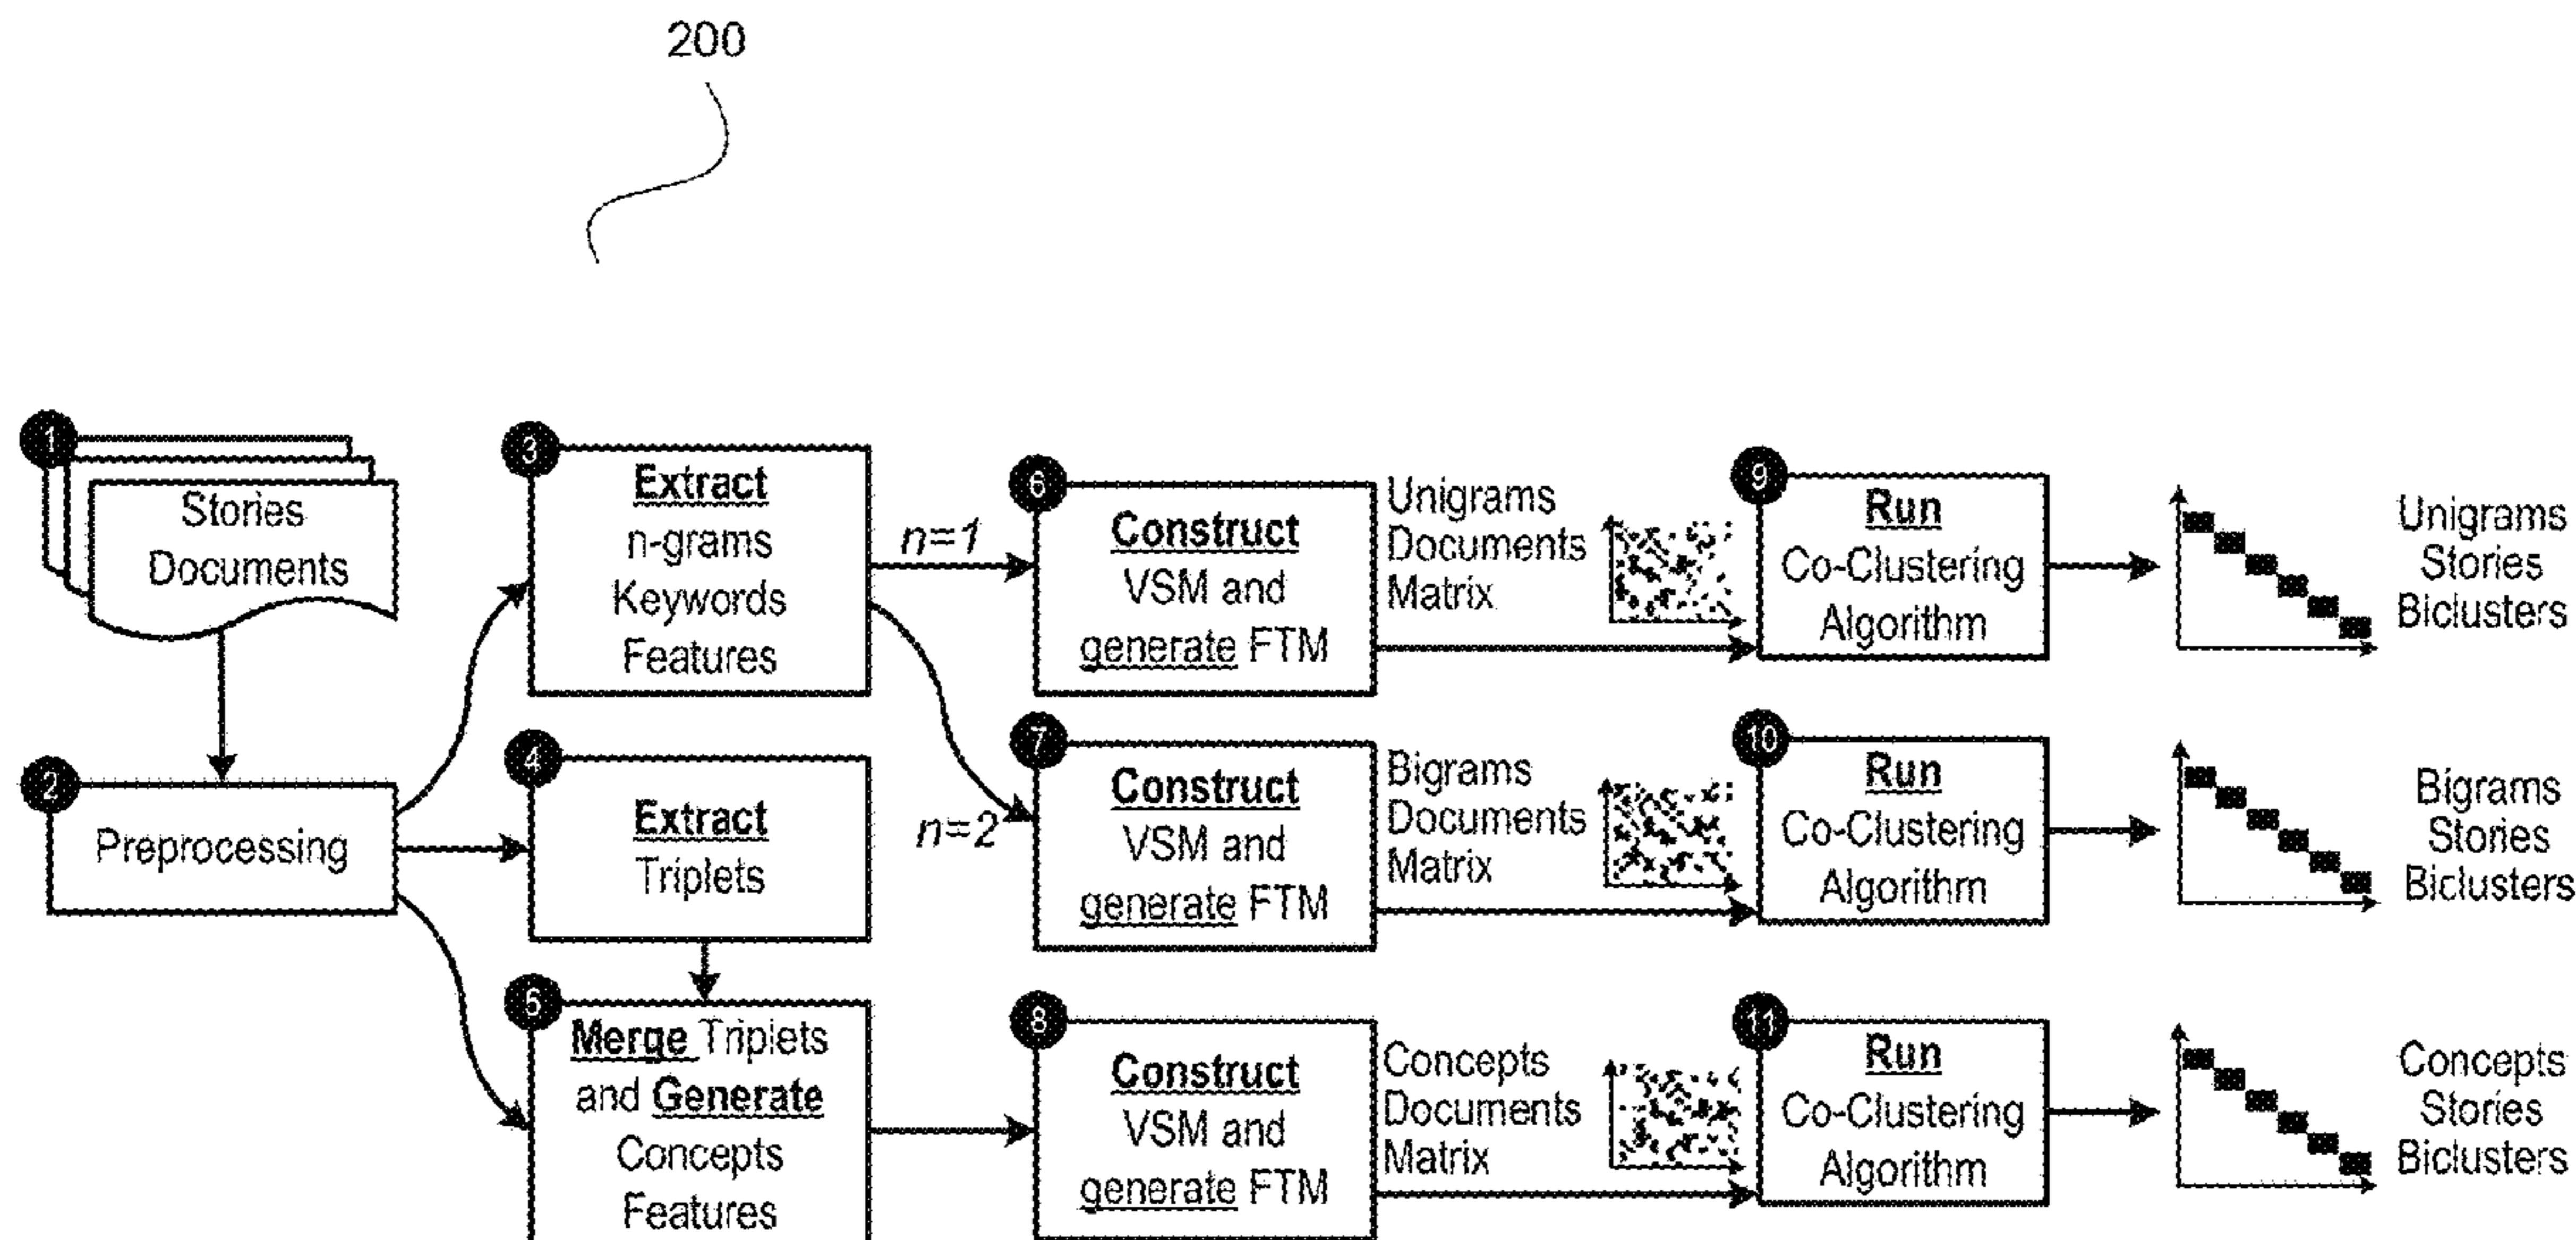 200
1
Stories
Documents
2
Preprocessing
3
Extract
n-grams
Keywords
Features
4
Extract
Triplets
5
Merge Triplets
and Generate
Concepts
Features
n=1
n=2
6
Construct
VSM and
generate FTM
7
Construct
VSM and
generate FTM
8
Construct
VSM and
generate FTM
Unigrams
Documents
Matrix
Bigrams
Documents
Matrix
Concepts
Documents
Matrix
9
Run
Co-Clustering
Algorithm
10
Run
Co-Clustering
Algorithm
11
Run
Co-Clustering
Algorithm
Unigrams
Stories
Biclusters
Bigrams
Stories
Biclusters
Concepts
Stories
Biclusters